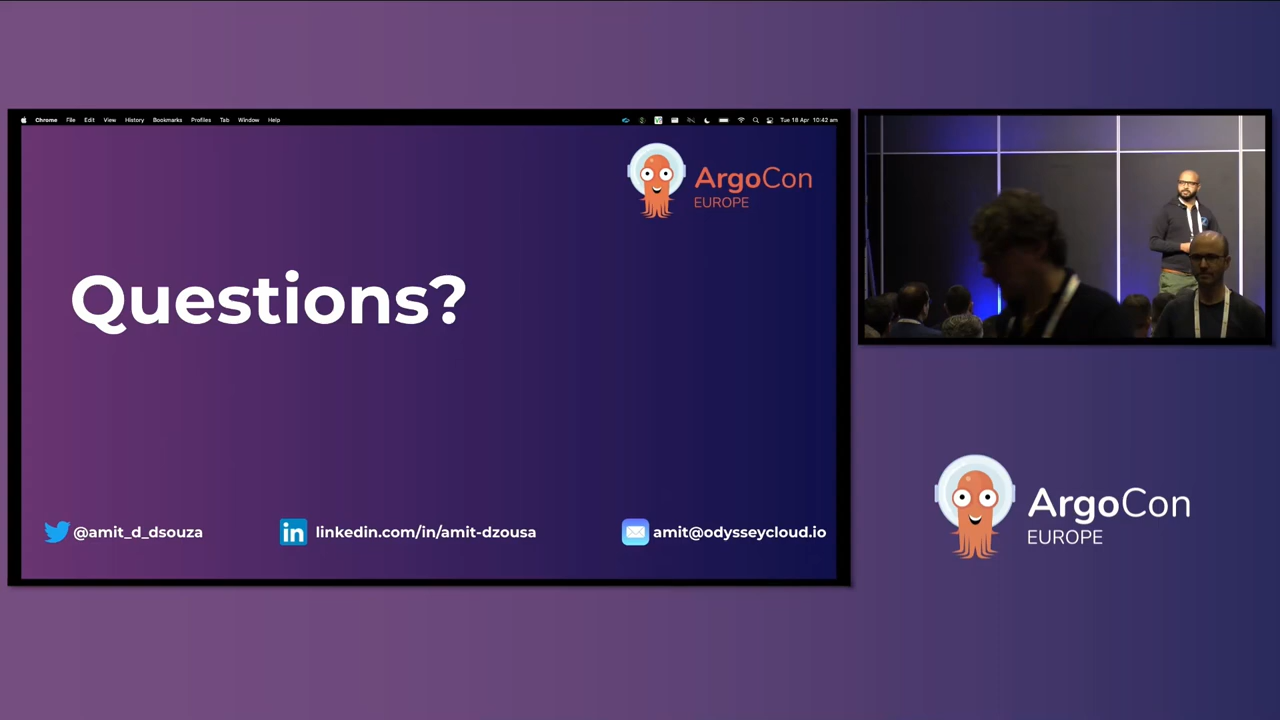 Chrome File Edit View History Bookmarks Profiles Tab Window Help
Tue 18 Apr 10:42 am
ArgoCon
EUROPE
Questions?
@amit_d_dsouza
in linkedin.com/in/amit-dzousa
amit@odysseycloud.io
ArgoCon
EUROPE